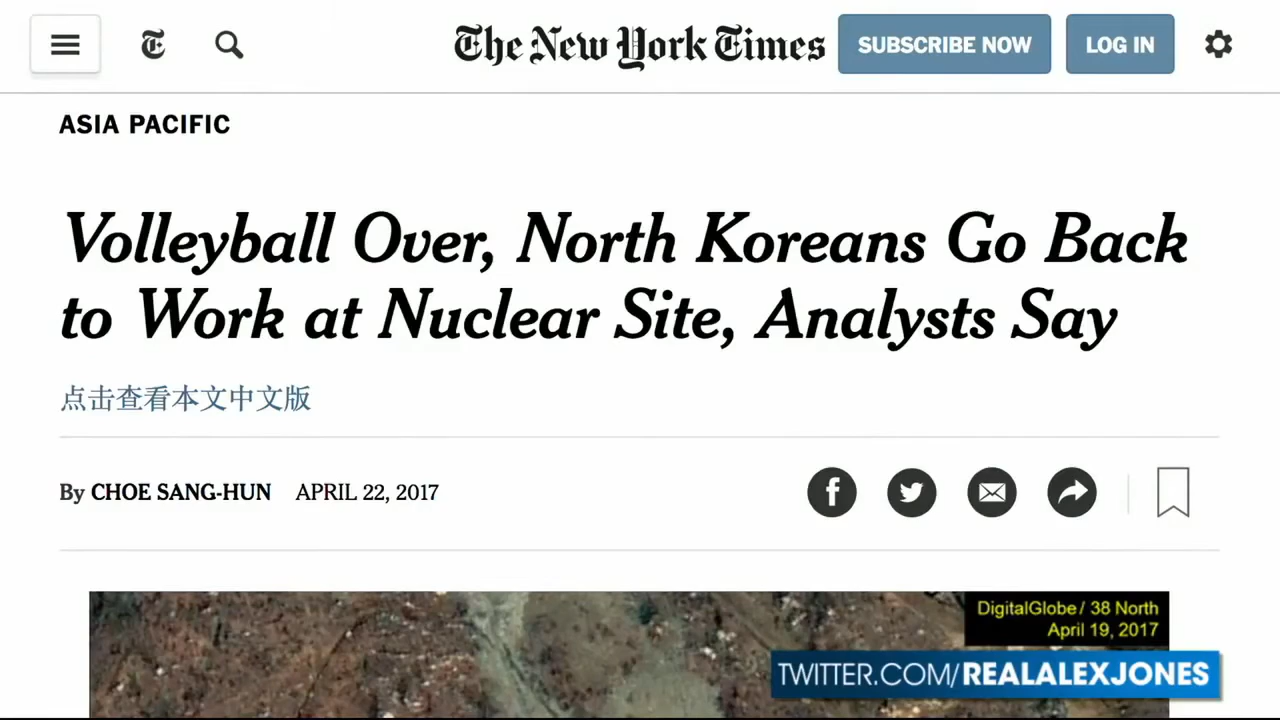 The New York Times
SUBSCRIBE NOW
LOG IN
ASIA PACIFIC
Volleyball Over, North Koreans Go Back
to Work at Nuclear Site, Analysts Say
点击查看本文中文版
By CHOE SANG-HUN APRIL 22, 2017
DigitalGlobe / 38 North
April 19, 2017
TWITTER.COM/REALALEXJONES